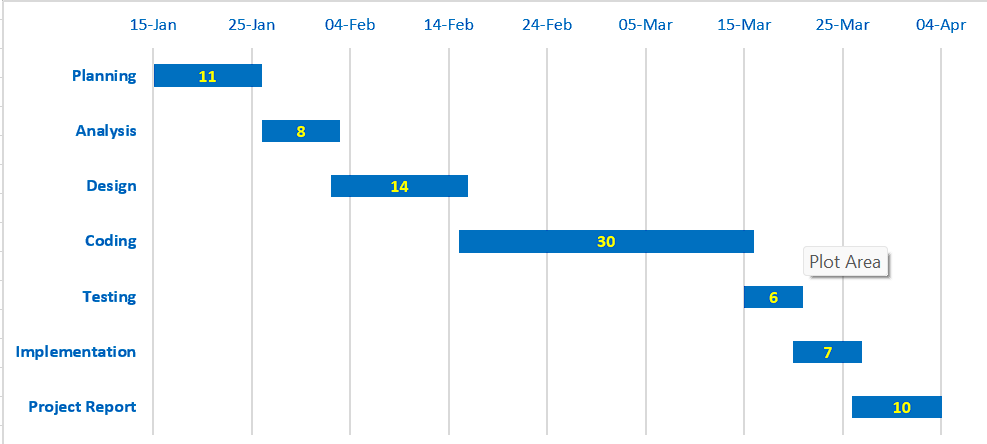 15-Jan 25-Jan 04-Feb 14-Feb 24-Feb 05-Mar 15-Mar 25-Mar 04-Apr
Planning 11
Analysis 8
Design 14
Coding 30
Plot Area
Testing 6
Implementation 7
Project Report 10